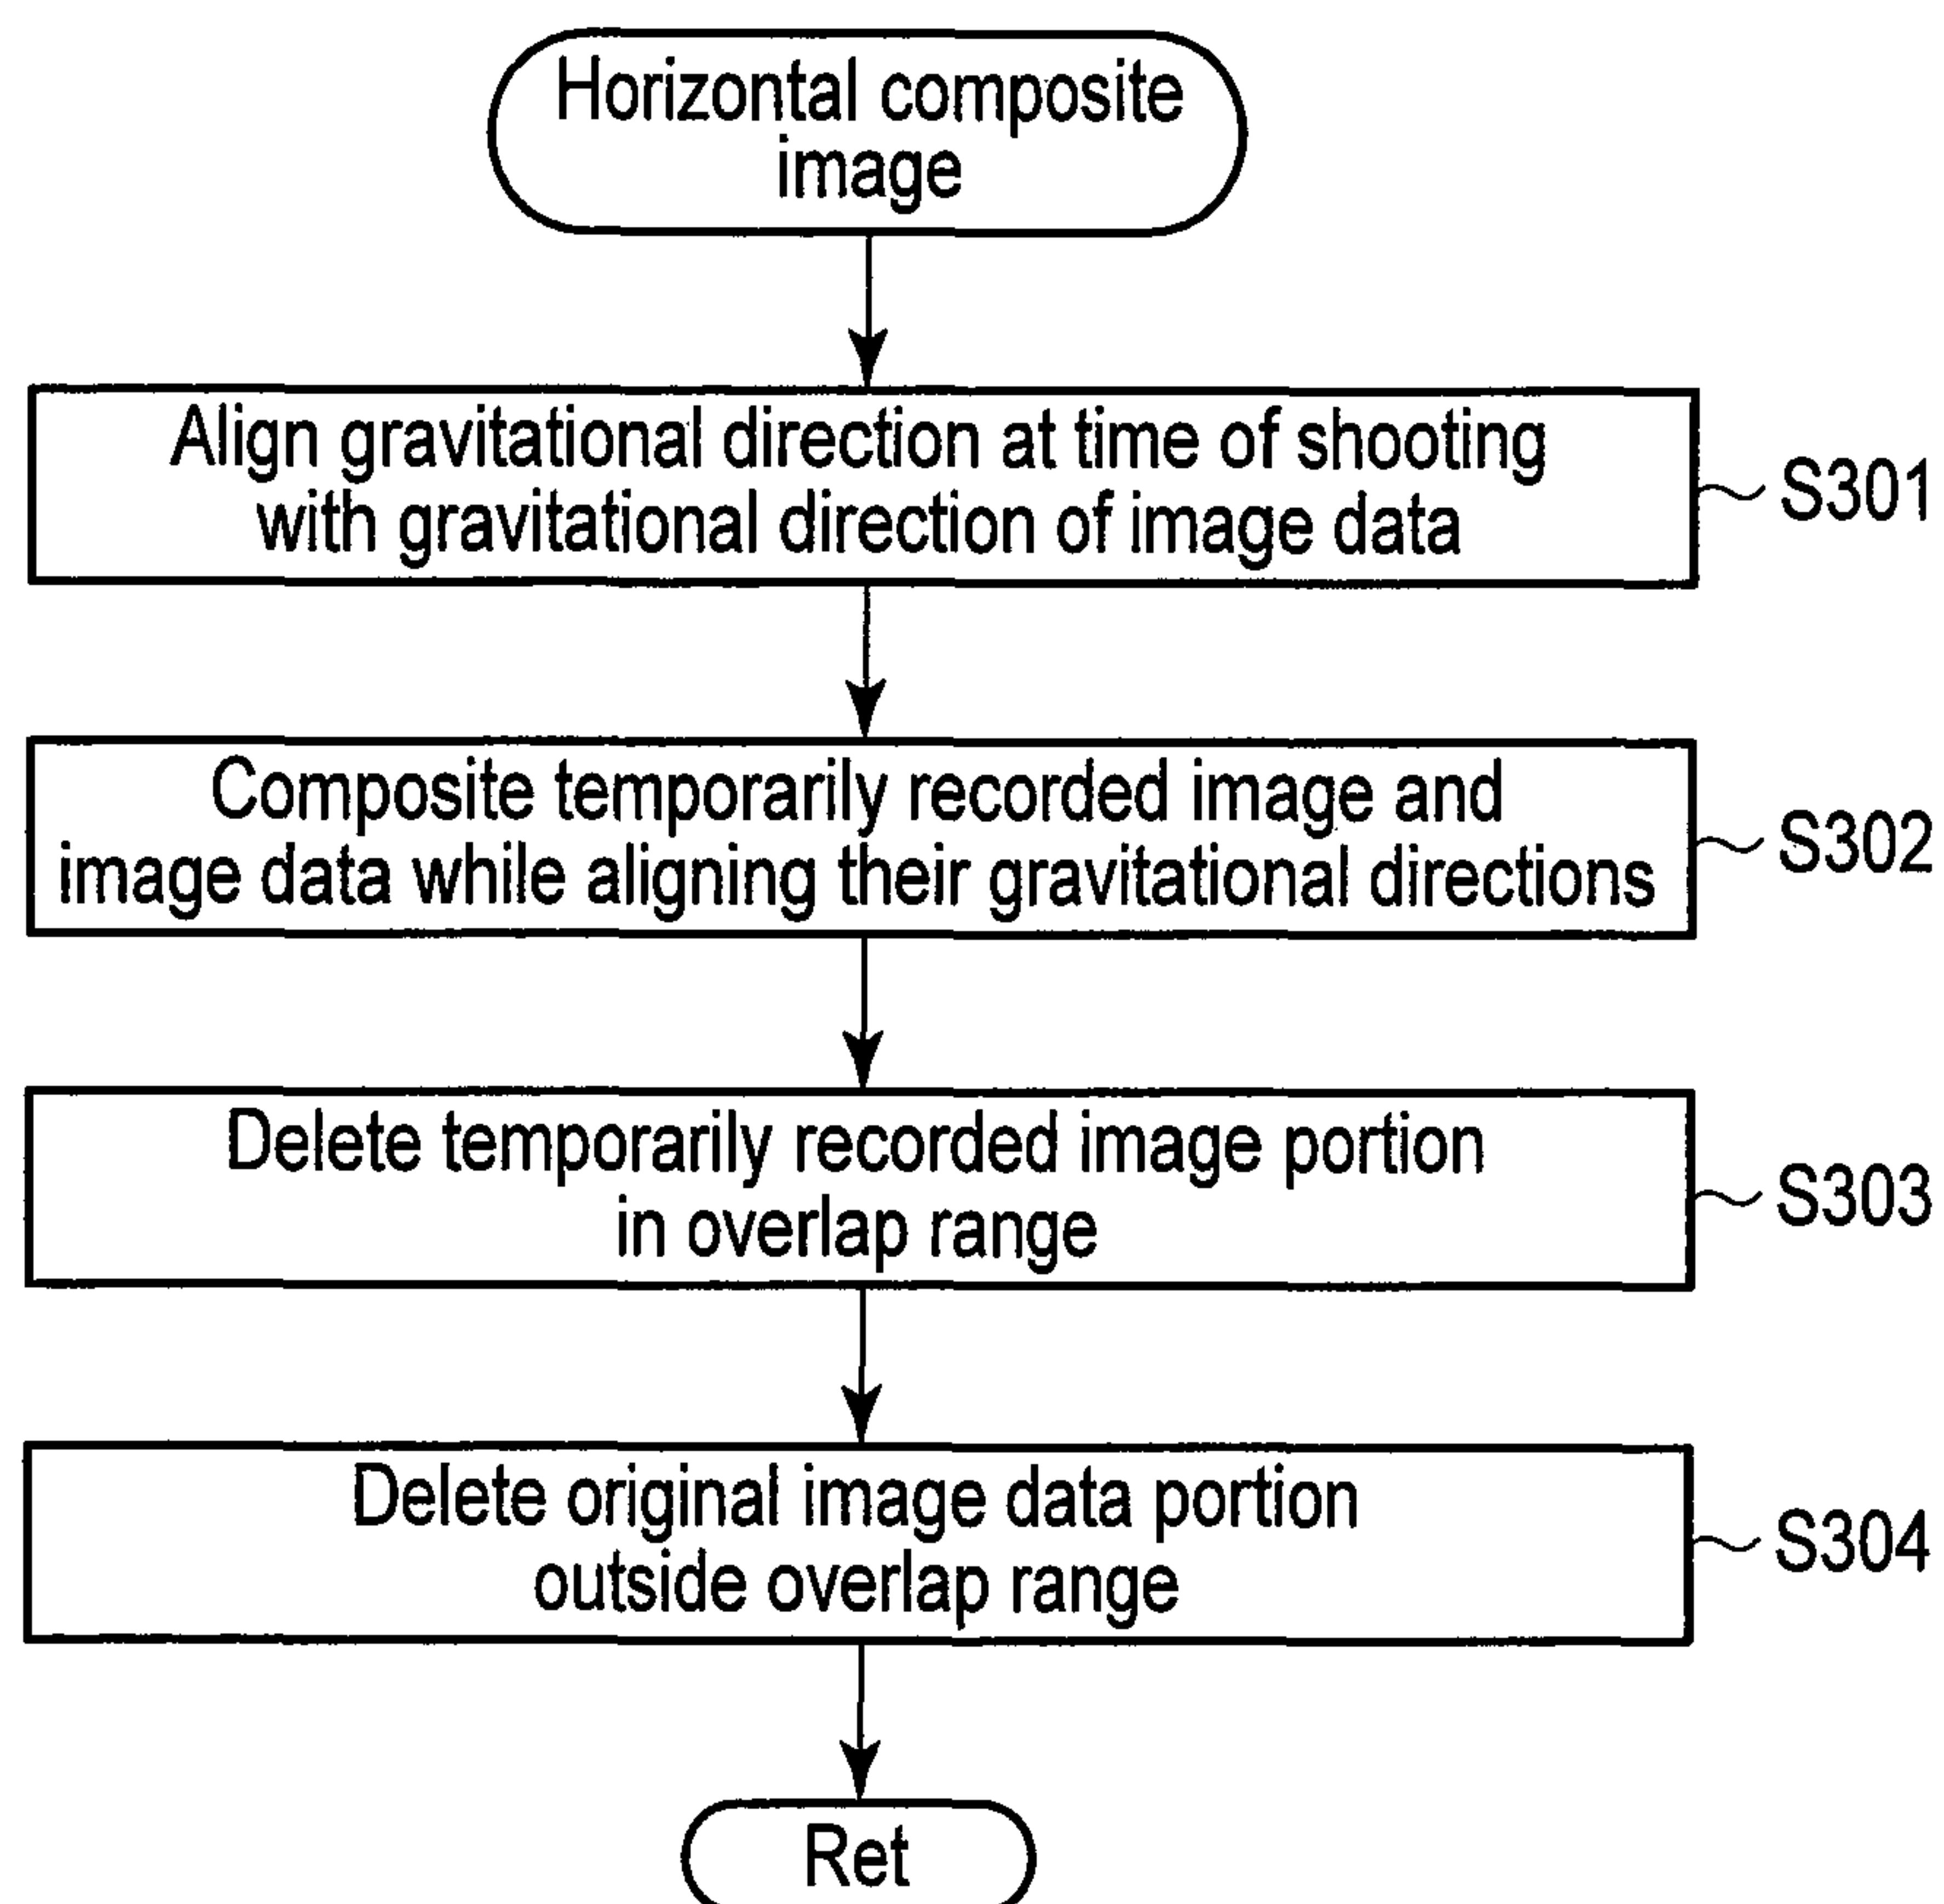 Horizontal composite
image
Align gravitational direction at time of shooting
with gravitational direction of image data
S301
Composite temporarily recorded image and
image data while aligning their gravitational directions
S302
Delete temporarily recorded image portion
in overlap range
S303
Delete original image data portion
outside overlap range
S304
Ret